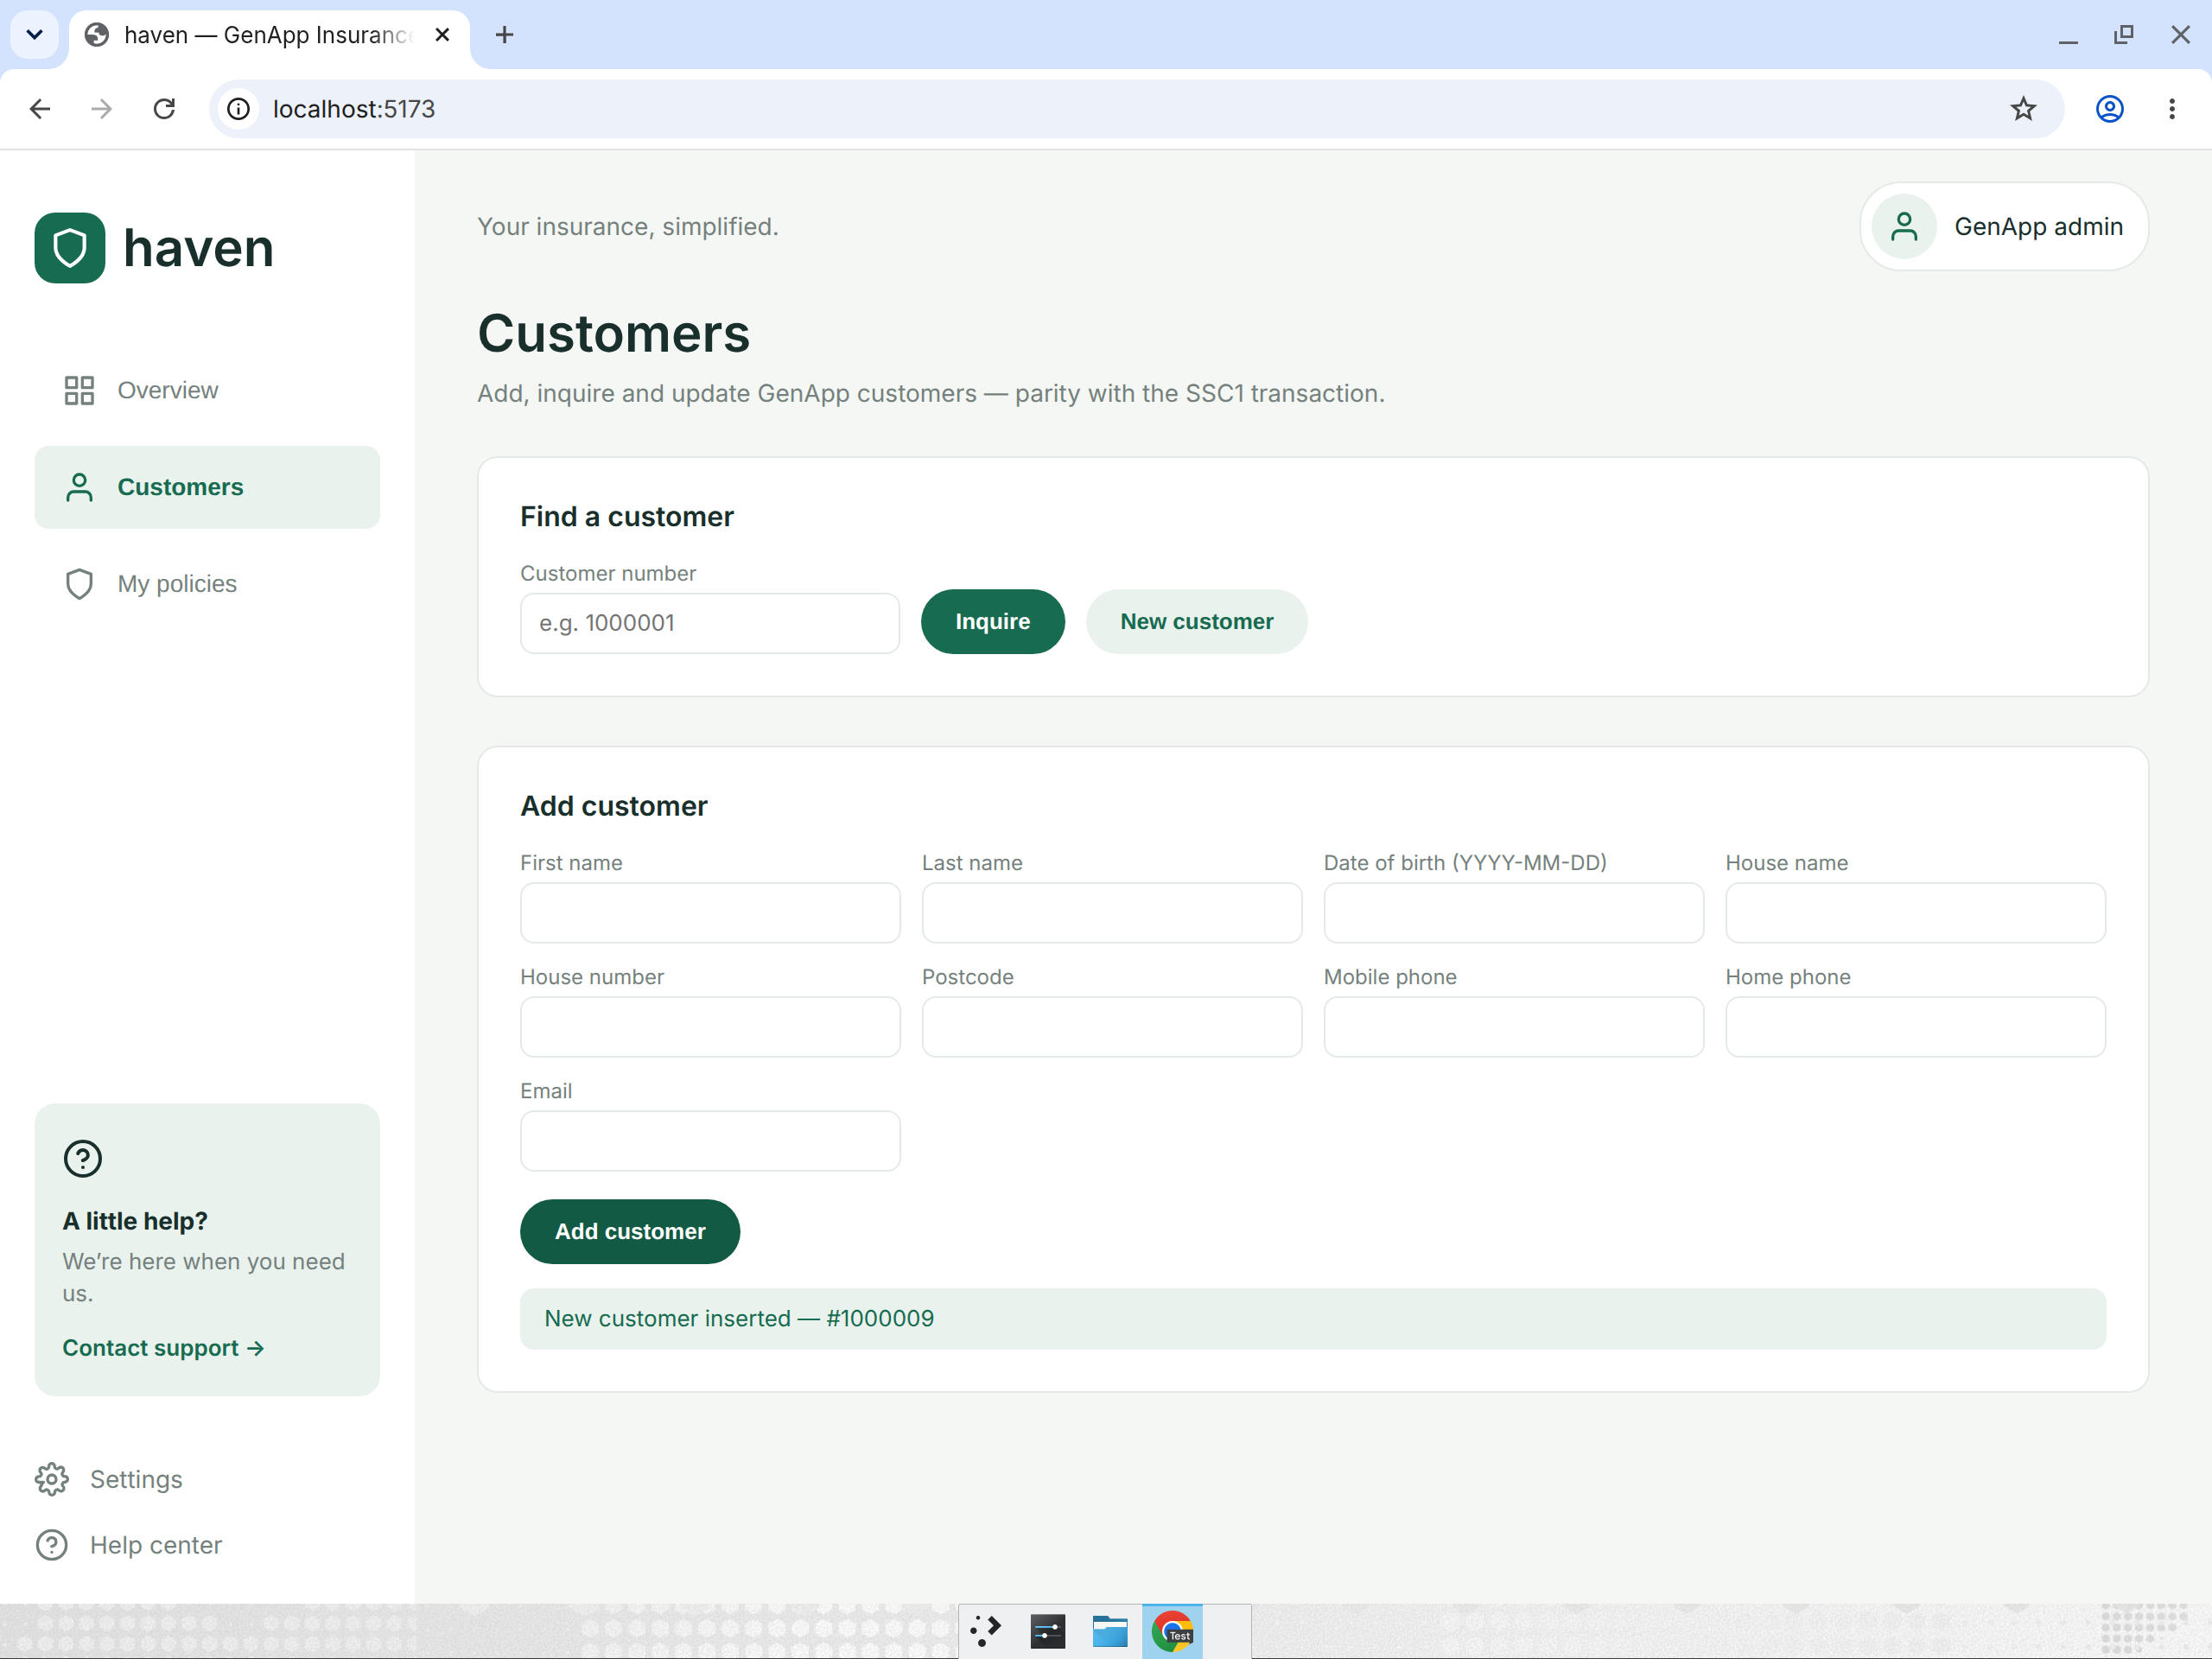 haven — GenApp Insurance
localhost:5173
haven
Overview
Customers
My policies
A little help?
We’re here when you need
us.
Contact support →
Settings
Help center
Your insurance, simplified.
GenApp admin
Customers
Add, inquire and update GenApp customers — parity with the SSC1 transaction.
Find a customer
Customer number
e.g. 1000001
Inquire
New customer
Add customer
First name
Last name
Date of birth (YYYY-MM-DD)
House name
House number
Postcode
Mobile phone
Home phone
Email
Add customer
New customer inserted — #1000009
Test